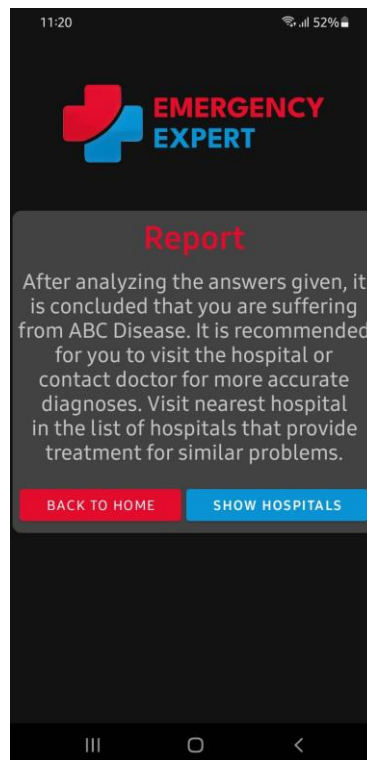 11:20 52%
EMERGENCY
EXPERT
Report
After analyzing the answers given, it
is concluded that you are suffering
from ABC Disease. It is recommended
for you to visit the hospital or
contact doctor for more accurate
diagnoses. Visit nearest hospital
in the list of hospitals that provide
treatment for similar problems.
BACK TO HOME SHOW HOSPITALS